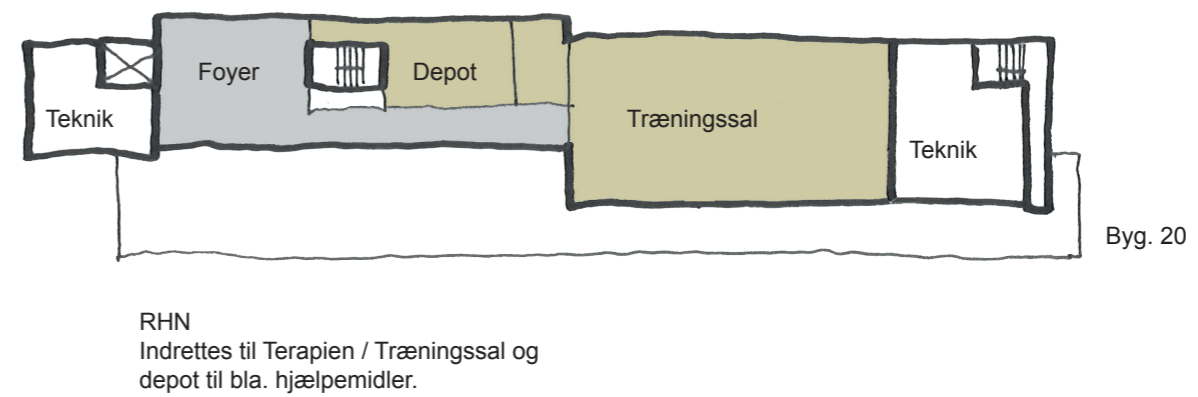 Foyer
Depot
Teknik
Træningssal
Teknik
Byg. 20
RHN
Indrettes til Terapien / Træningssal og
depot til bla. hjælpemidler.